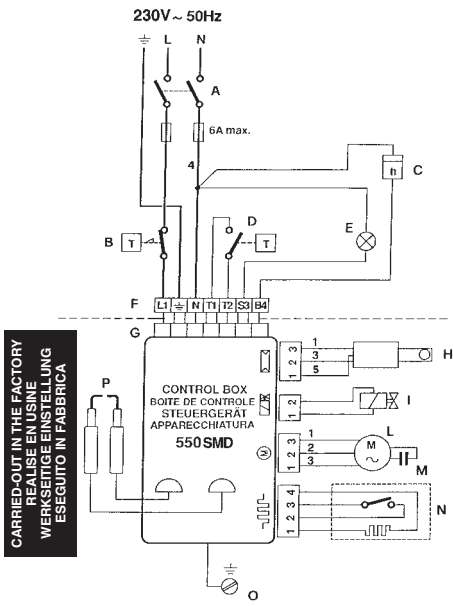 230V ~ 50Hz
L N
A
6A max.
4
h C
D
E
B T T
F L1 N T1 T2 S3 B4
G
CARRIED-OUT IN THE FACTORY
REALISE EN USINE
WERKSEITIGE EINSTELLUNG
ESEGUITO IN FABBRICA
P
CONTROL BOX
BOITE DE CONTROLE
STEUERGERÄT
APPARECCHIATURA
550 SMD
1 2 3 1 3 5 H
1 2 I
M
1 2 3 1 2 3 M L
M
1 2 3 4 N
O